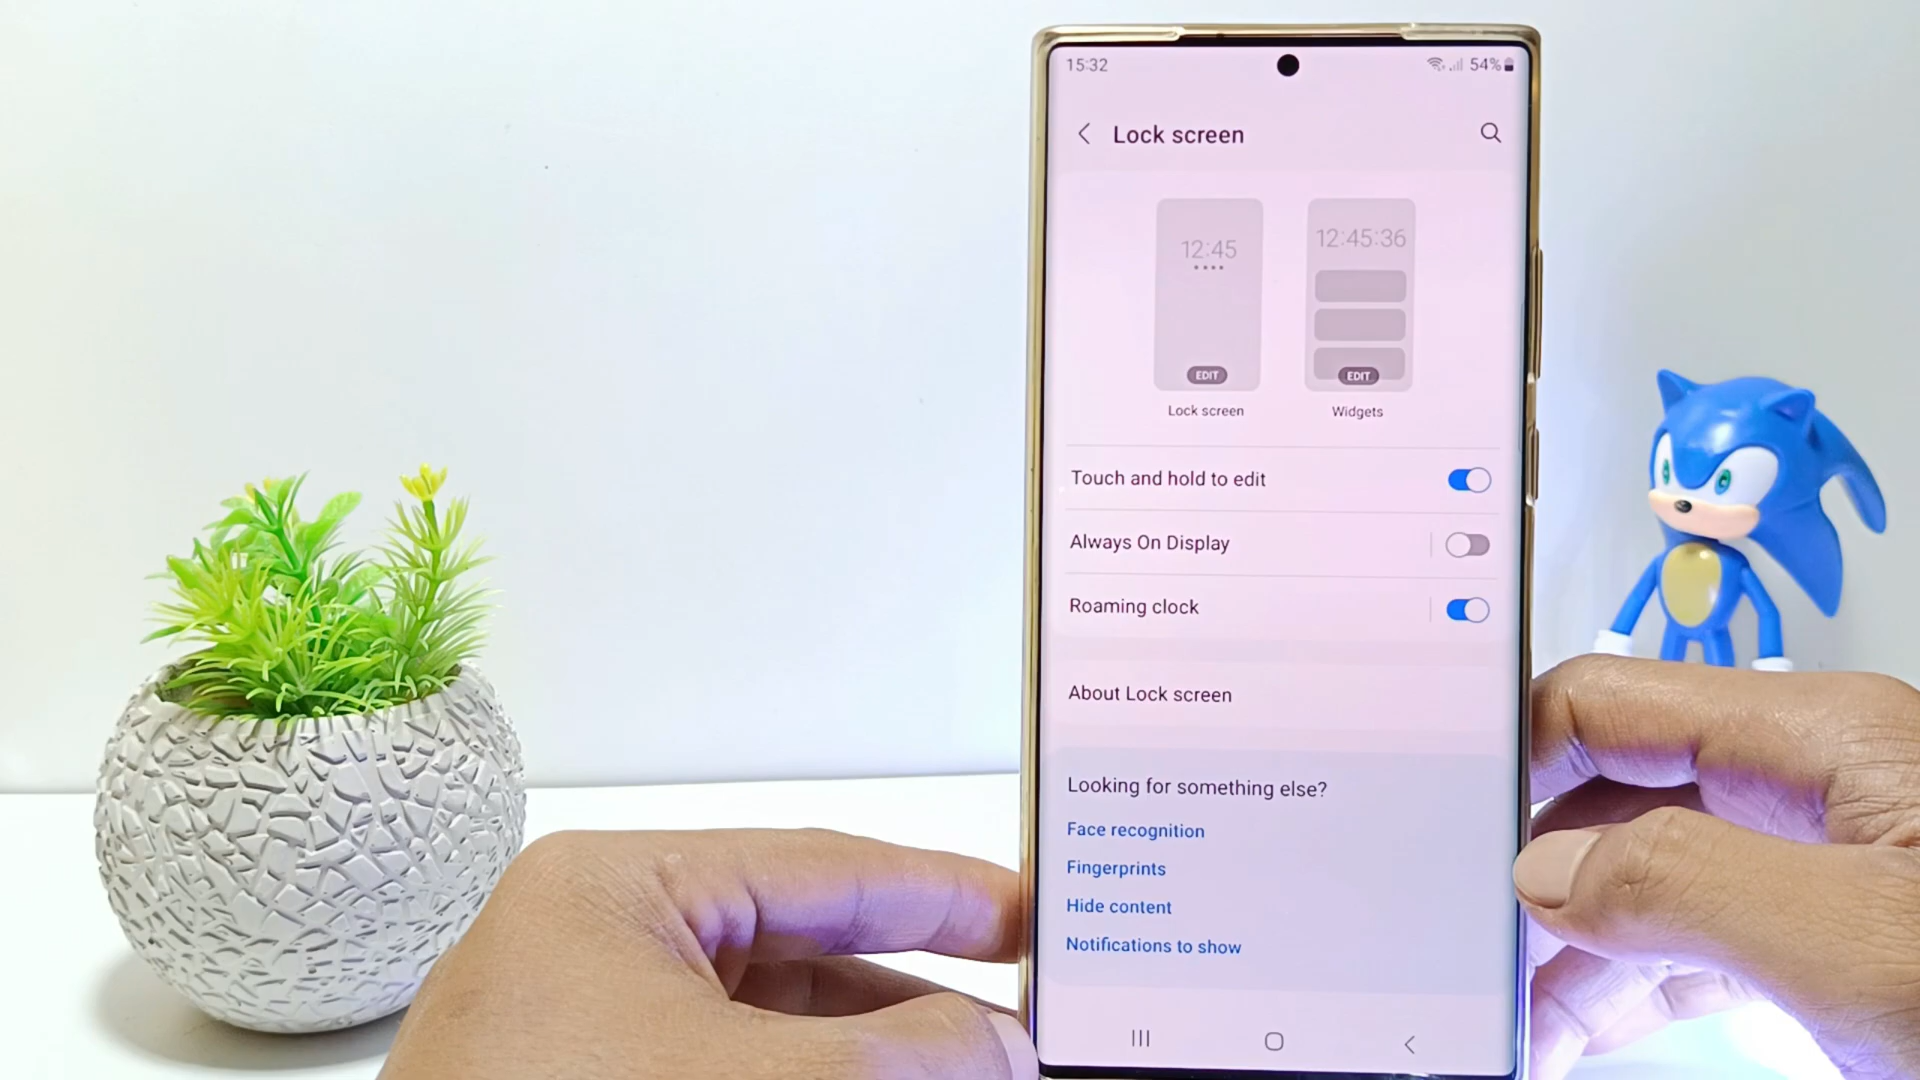 15:32 54%
Lock screen
12:45
12:45:36
EDIT
EDIT
Lock screen
Widgets
Touch and hold to edit
Always On Display
Roaming clock
About Lock screen
Looking for something else?
Face recognition
Fingerprints
Hide content
Notifications to show